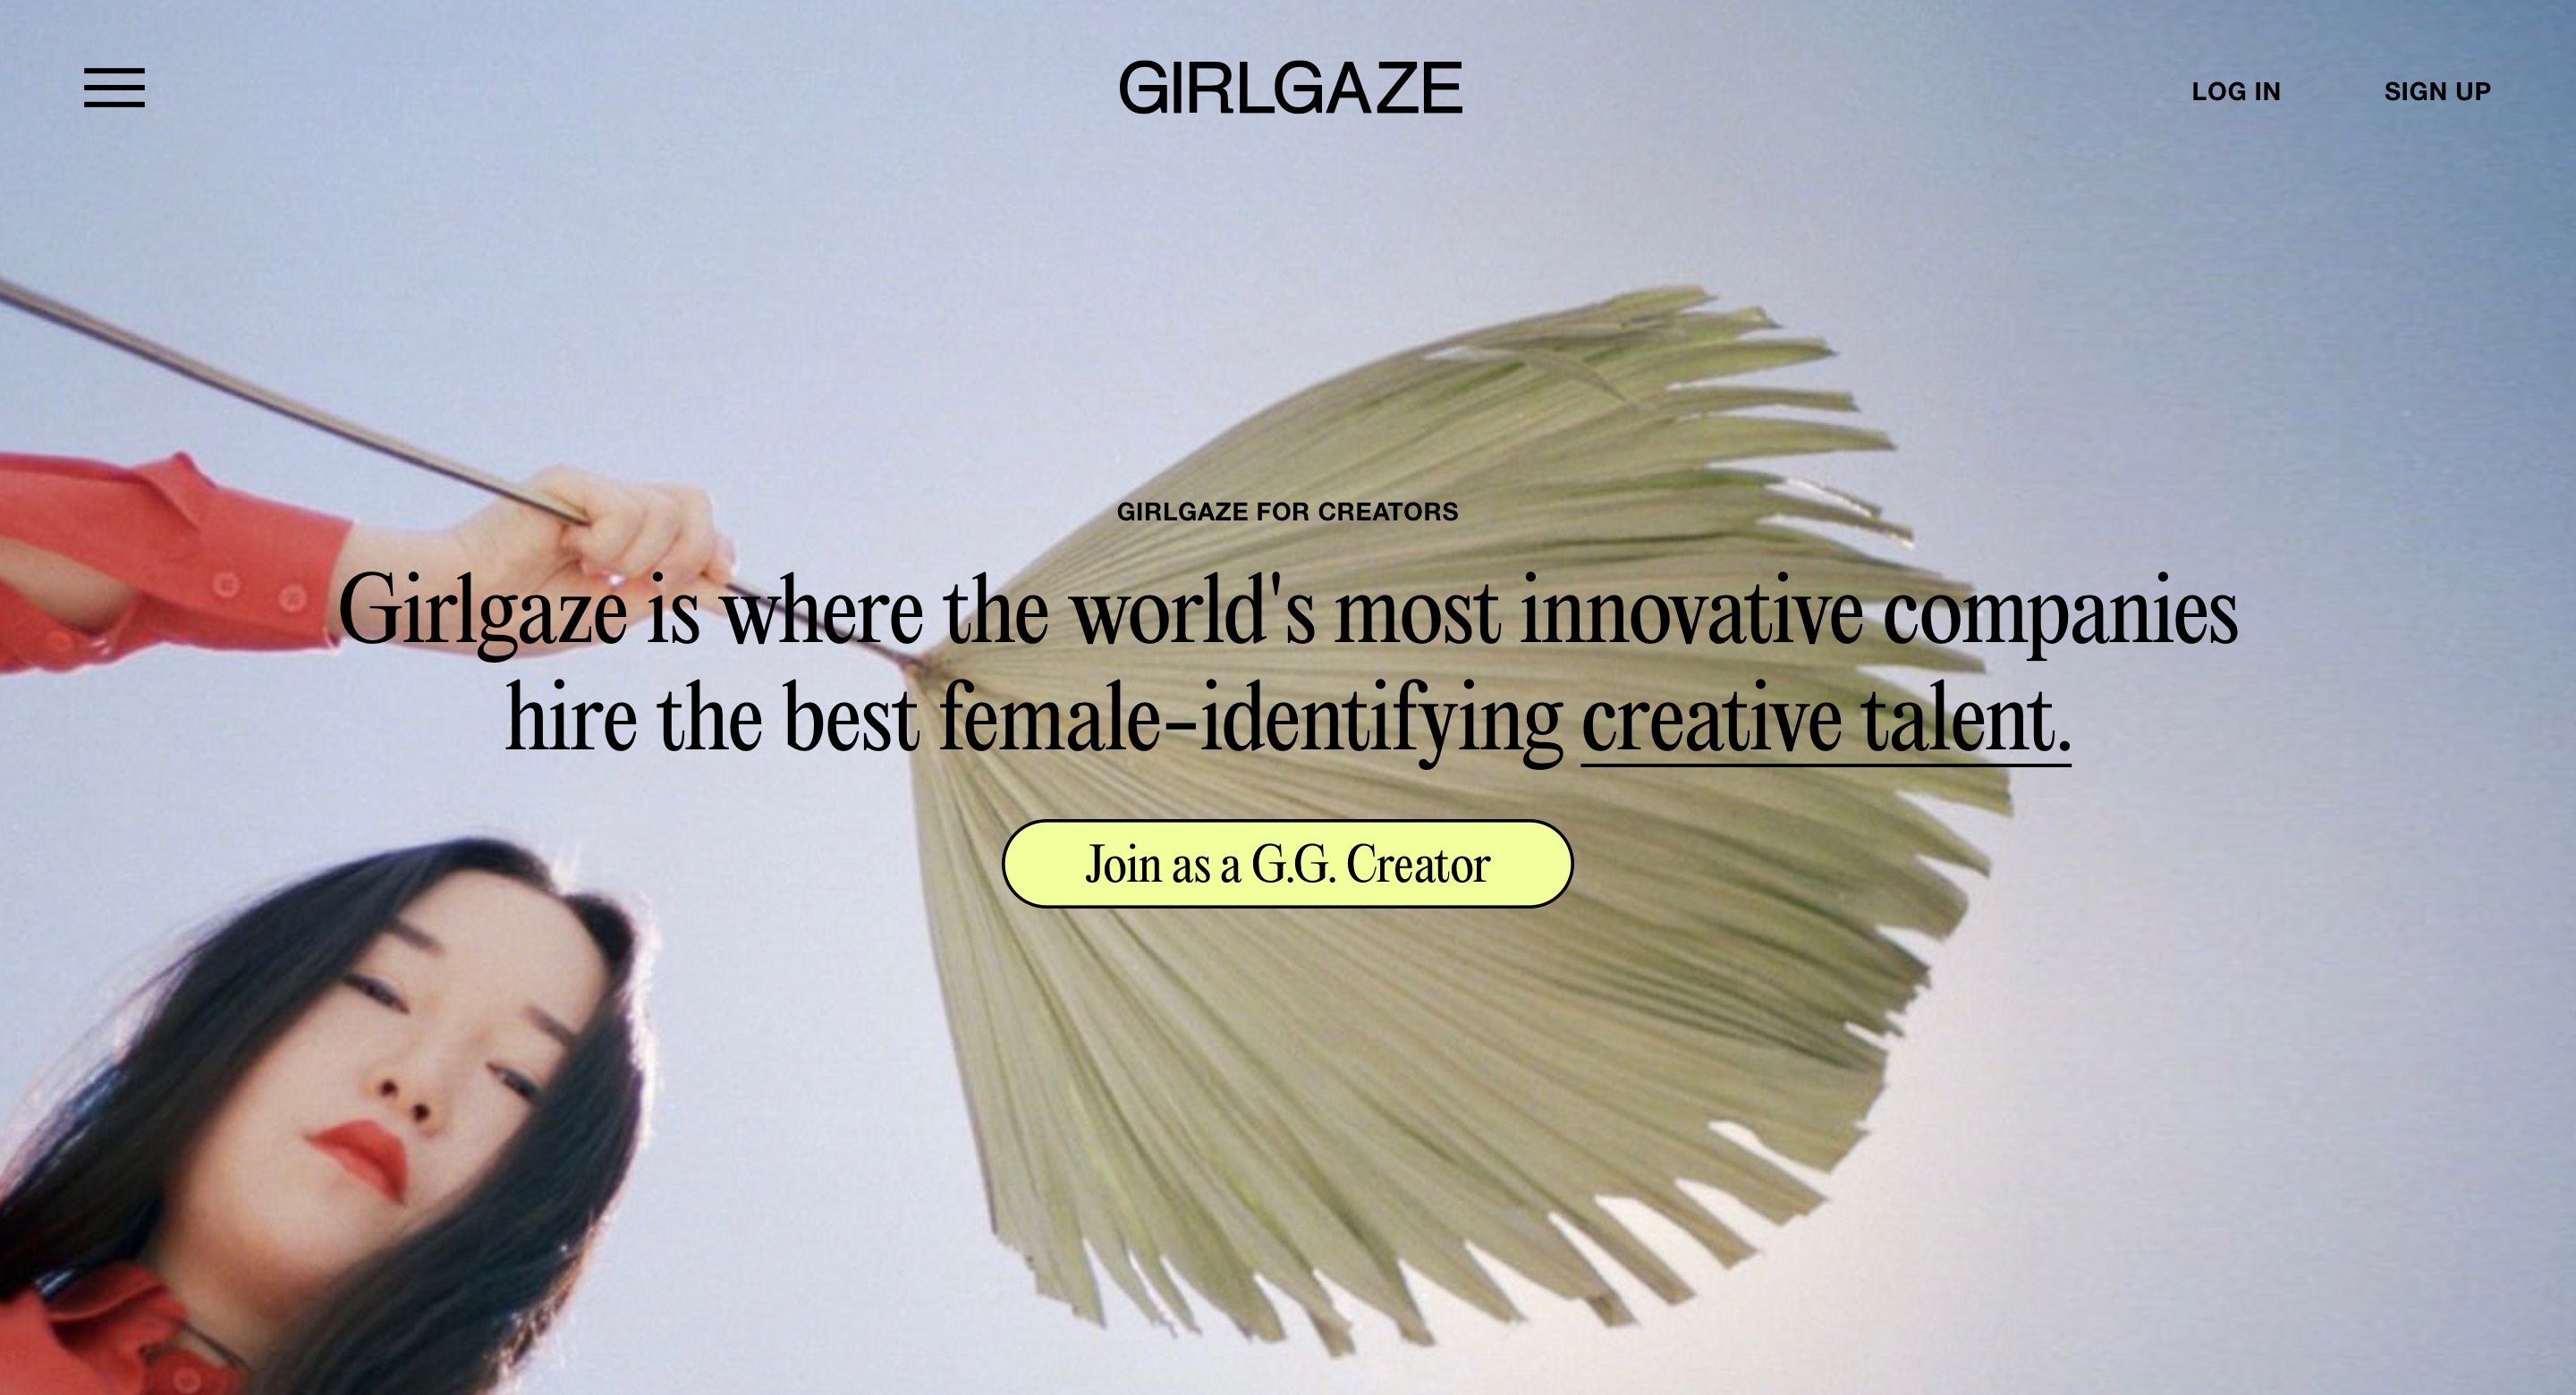 GIRLGAZE
LOG IN
SIGN UP
GIRLGAZE FOR CREATORS
Girlgaze is where the world's most innovative companies
hire the best female-identifying creative talent.
Join as a G.G. Creator